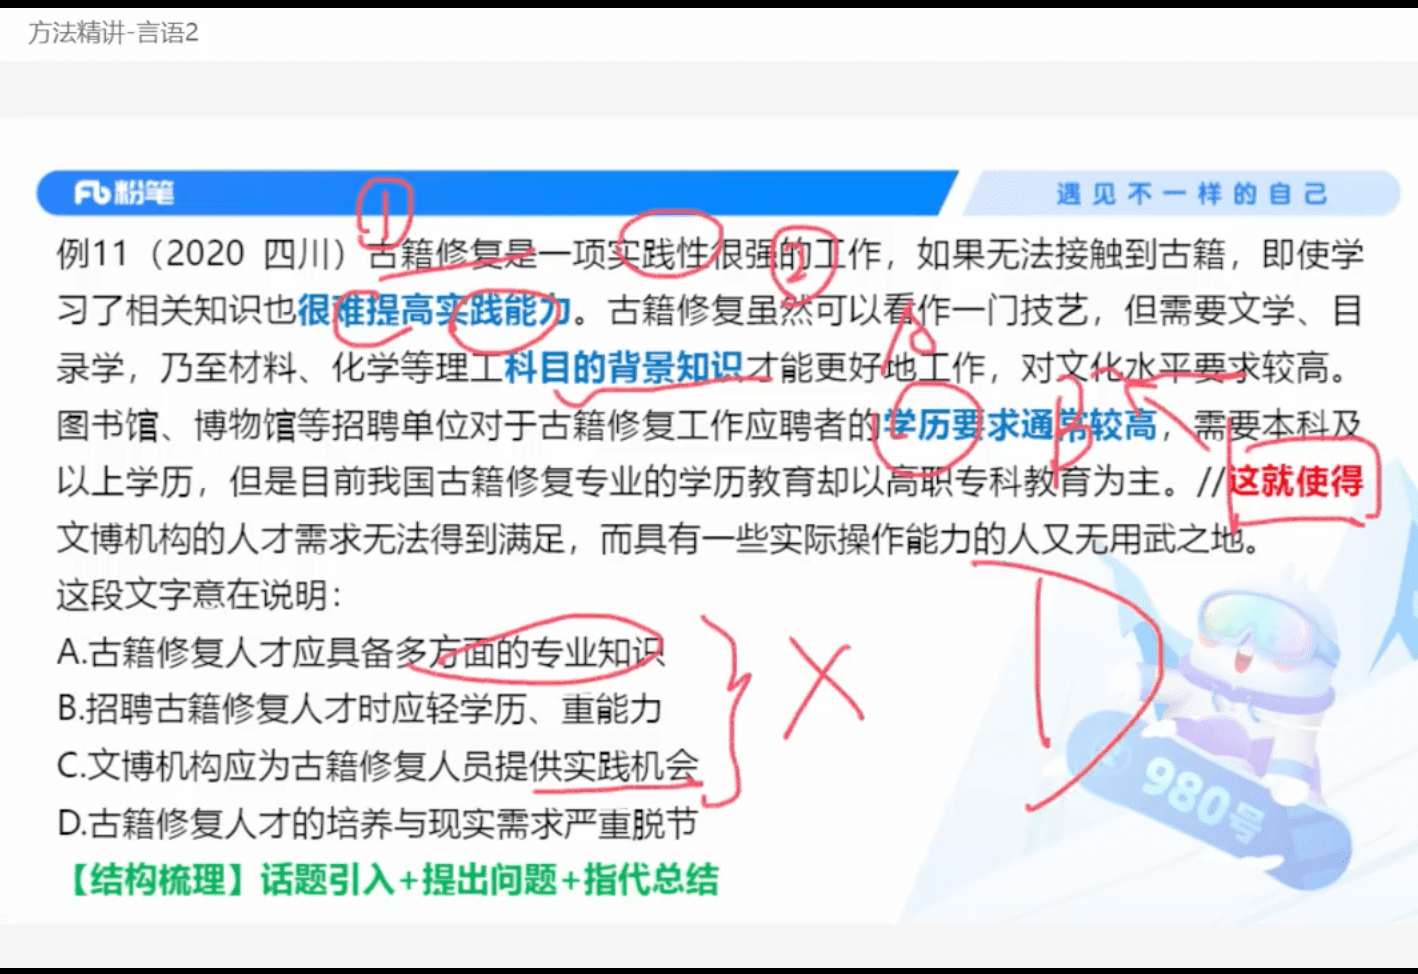 方法精讲-言语2
粉笔
遇见不一样的自己
①
②
例11（2020 四川）古籍修复是一项实践性很强的工作，如果无法接触到古籍，即使学
习了相关知识也很难提高实践能力。古籍修复虽然可以看作一门技艺，但需要文学、目
录学，乃至材料、化学等理工科目的背景知识才能更好地工作，对文化水平要求较高。
图书馆、博物馆等招聘单位对于古籍修复工作应聘者的学历要求通常较高，需要本科及
以上学历，但是目前我国古籍修复专业的学历教育却以高职专科教育为主。//这就使得
文博机构的人才需求无法得到满足，而具有一些实际操作能力的人又无用武之地。
这段文字意在说明：
A.古籍修复人才应具备多方面的专业知识
B.招聘古籍修复人才时应轻学历、重能力
C.文博机构应为古籍修复人员提供实践机会
D.古籍修复人才的培养与现实需求严重脱节
B
X
D
980号
【结构梳理】话题引入+提出问题+指代总结